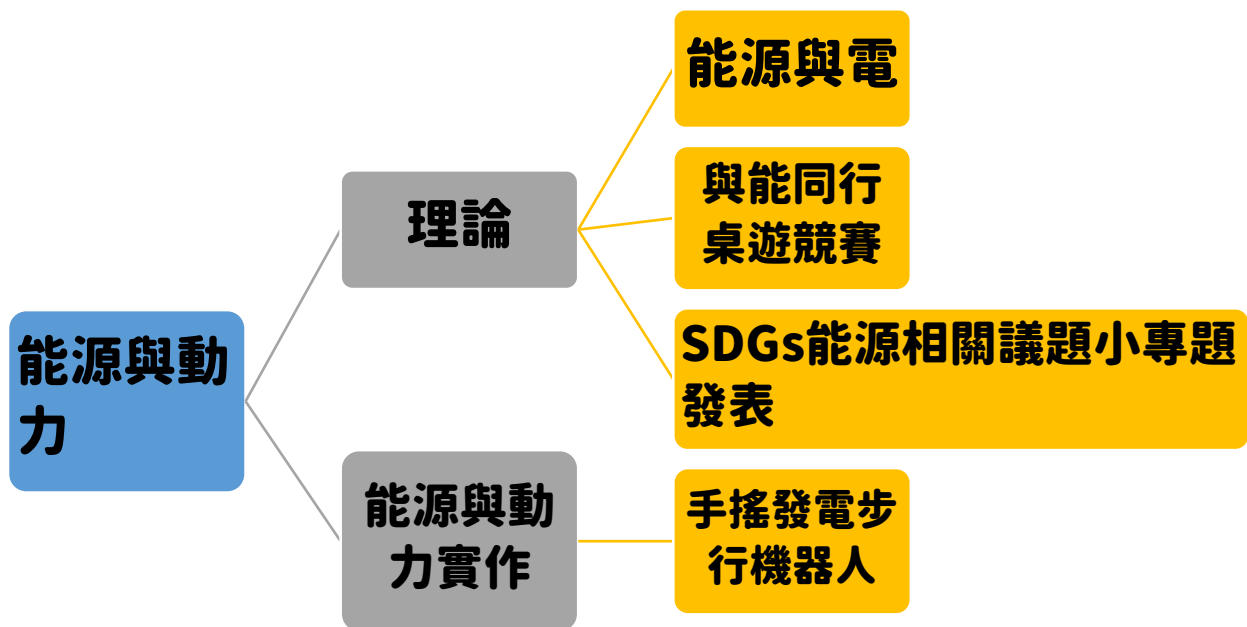 能源與動
力
理論
能源與動
力實作
能源與電
與能同行
桌遊競賽
SDGs能源相關議題小專題
發表
手搖發電步
行機器人